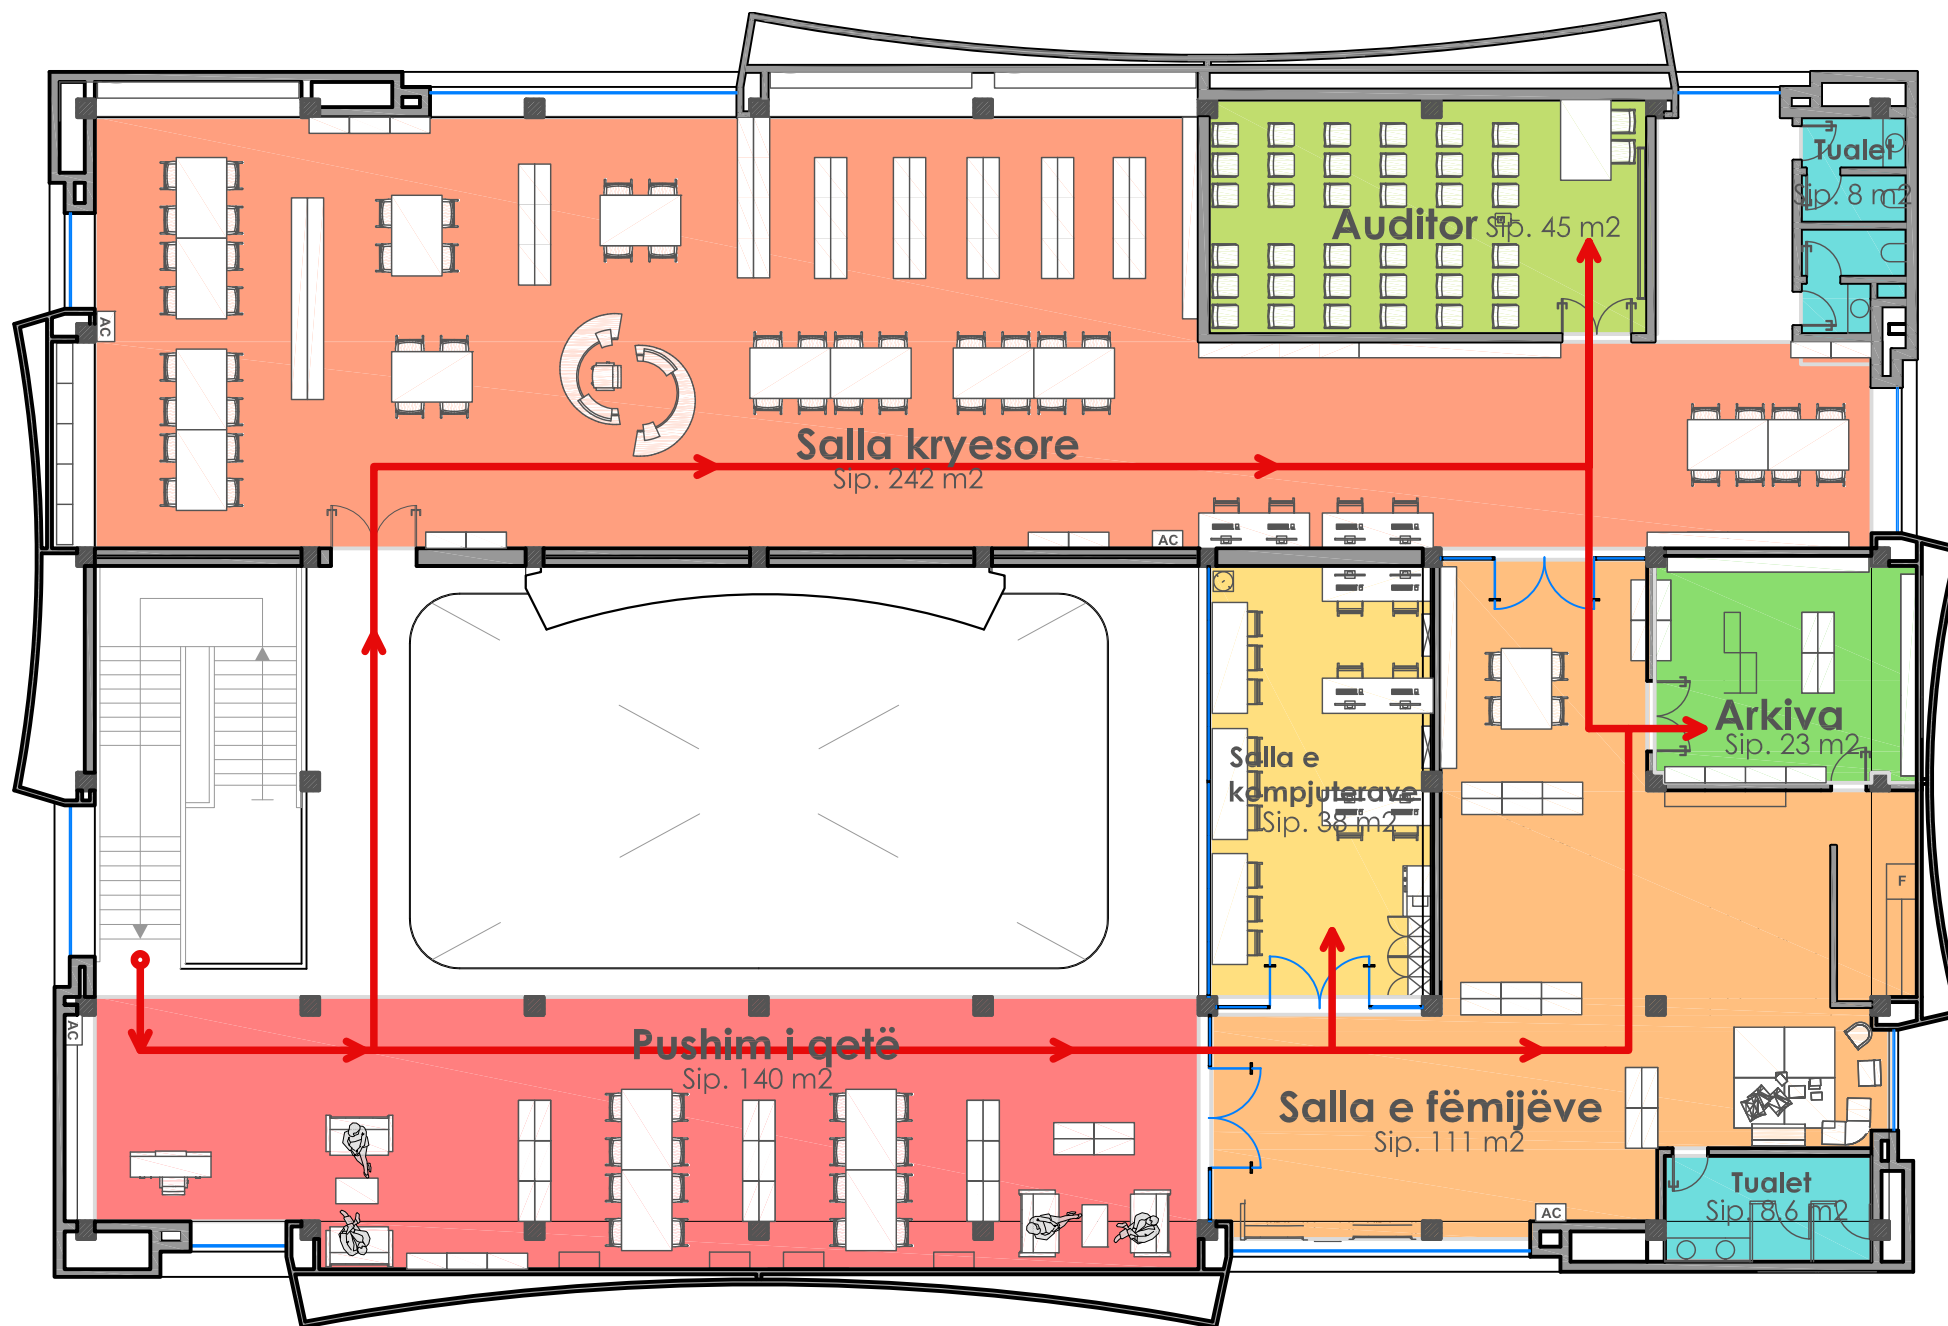 Tualet
Sip. 8 m2
Auditor Sip. 45 m2
AC
Salla kryesore
Sip. 242 m2
AC
Arkiva
Sip. 23 m2
Salla e
kompjuterave
Sip. 38 m2
F
AC
Pushim i qetë
Sip. 140 m2
Salla e fëmijëve
Sip. 111 m2
Tualet
Sip. 8.6 m2
AC